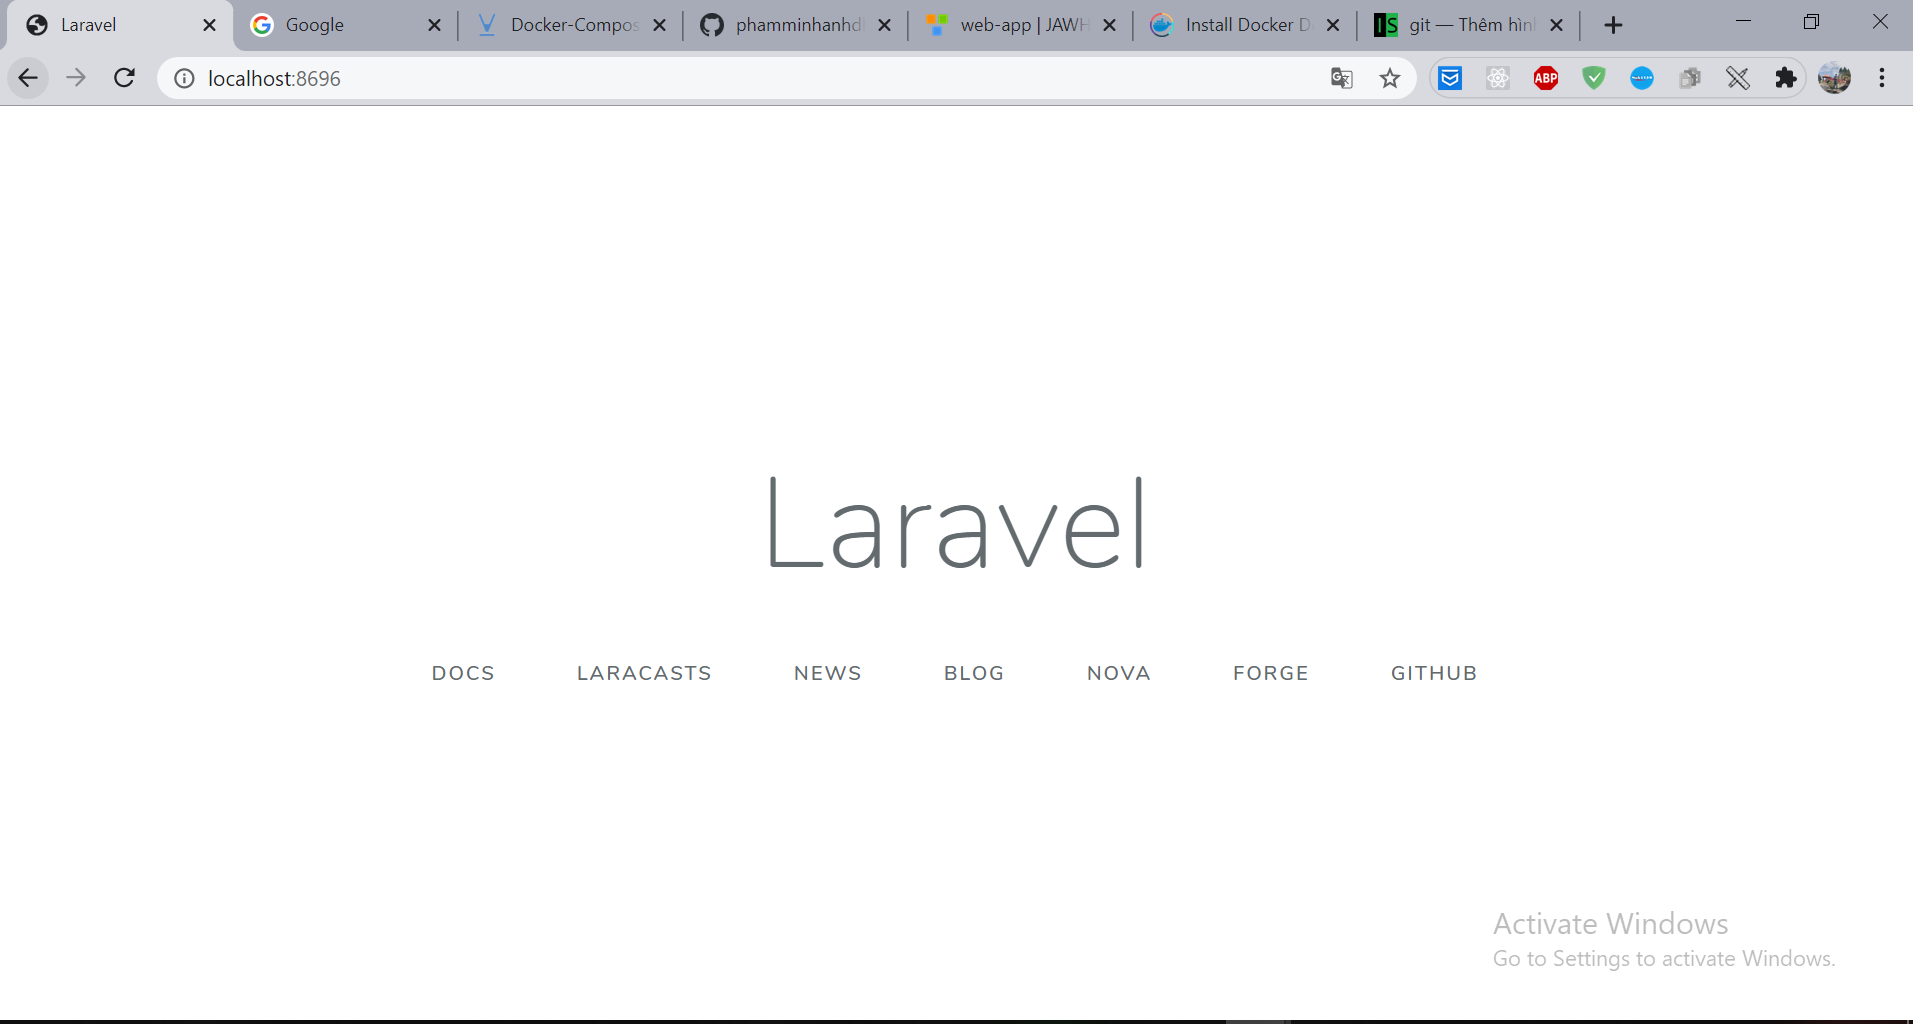 Laravel
Google
Docker-Compos
phamminhanhd
web-app | JAWH
Install Docker D
git — Thêm hìn
localhost:8696
ABP
Laravel
DOCS LARACASTS NEWS BLOG NOVA FORGE GITHUB
Activate Windows
Go to Settings to activate Windows.